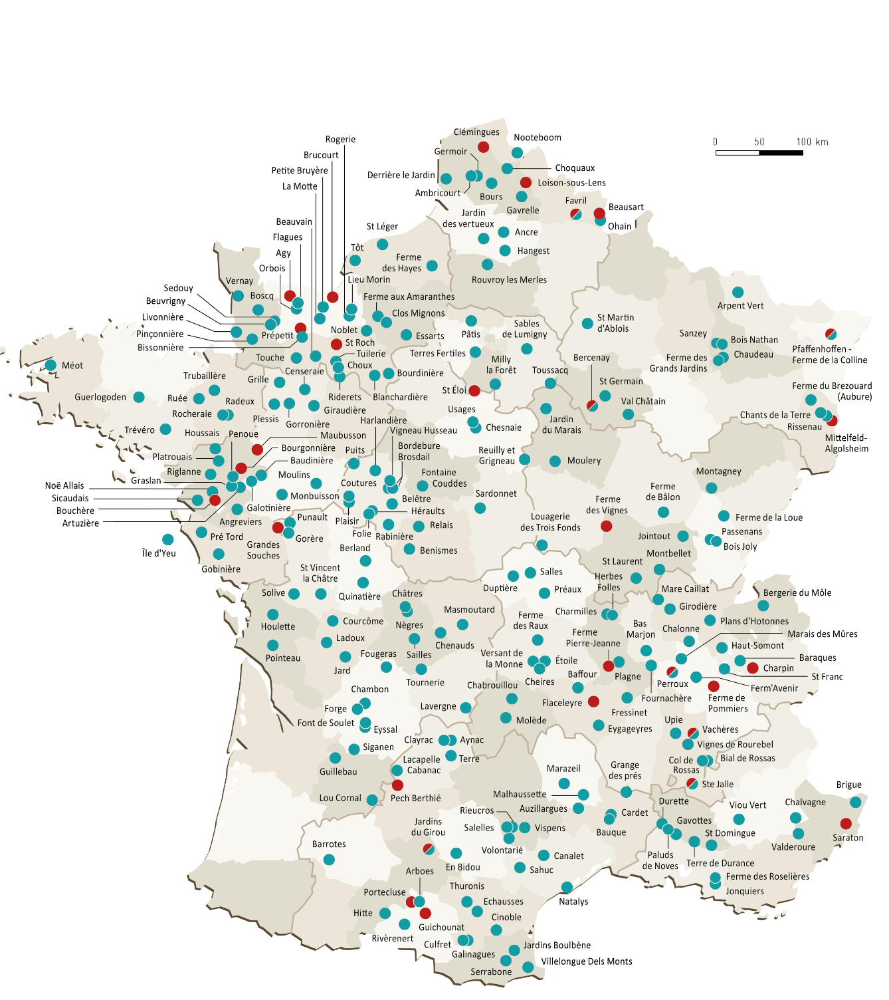 Clémingues
Nooteboom
Rogerie
0 50 100 km
Germoir
Brucourt
Choquaux
Petite Bruyère
Derrière le Jardin
La Motte
Loison-sous-Lens
Ambricourt
Bours
Favril
Gavrelle
Beausart
Jardin
des vertueux
Beauvain
St Léger
Ohain
Ancre
Flagues
Tôt
Hangest
Agy
Ferme
des Hayes
Orbois
Lieu Morin
Rouvroy les Merles
Vernay
Sedouy
Boscq
Ferme aux Amaranthes
Beuvrigny
Arpent Vert
Clos Mignons
Livonnière
St Martin
d'Ablois
Sables
de Lumigny
Pinçonnière
Prépetit
Noblet
Essarts
Pâtis
Sanzey
Bois Nathan
Bissonnière
St Roch
Tuilerie
Terres Fertiles
Pfaffenhoffen -
Ferme de la Colline
Touche
Choux
Milly
la Forêt
Bercenay
Ferme des
Grands Jardins
Chaudeau
Méot
Censeraie
Bourdinière
Toussacq
Trubaillère
Grille
St Germain
Ferme du Brezouard
(Aubure)
Guerlogoden
Ruée
Radeux
Riderets
Blanchardière
St Éloi
Val Châtain
Rocheraie
Plessis
Giraudière
Usages
Chants de la Terre
Gorronière
Harlandière
Chesnaie
Jardin
du Marais
Rissenau
Trévéro
Houssais
Penoue
Maubusson
Vigneau Husseau
Mittelfeld-
Algolsheim
Bourgonnière
Puits
Bordebure
Brosdail
Reuilly et
Grigneau
Platrouais
Baudinière
Moulery
Riglanne
Moulins
Fontaine
Couddes
Montagney
Graslan
Coutures
Noë Allais
Monbuisson
Belêtre
Sardonnet
Ferme
de Bâlon
Sicaudais
Galotinière
Ferme
des Vignes
Bouchère
Héraults
Artuzière
Angreviers
Punault
Plaisir
Louagerie
des Trois Fonds
Ferme de la Loue
Relais
Pré Tord
Gorère
Folie
Rabinière
Jointout
Passenans
Île d'Yeu
Grandes
Souches
Berland
Benismes
Bois Joly
Montbellet
Gobinière
St Vincent
la Châtre
St Laurent
Salles
Herbes
Folles
Duptière
Préaux
Mare Caillat
Solive
Quinatière
Châtres
Bergerie du Môle
Masmoutard
Charmilles
Girodière
Houlette
Courcôme
Nègres
Ferme
des Raux
Bas
Marjon
Chalonne
Plans d'Hotonnes
Ladoux
Chenauds
Ferme
Pierre-Jeanne
Marais des Mûres
Pointeau
Fougeras
Sailles
Versant de
la Monne
Étoile
Haut-Somont
Baraques
Jard
Tournerie
Cheires
Baffour
Plagne
Charpin
Perroux
St Franc
Chambon
Chabrouillou
Ferm'Avenir
Forge
Lavergne
Flaceleyre
Fournachère
Ferme de
Pommiers
Font de Soulet
Molède
Fressinet
Eyssal
Eygageyres
Upie
Vachères
Clayrac
Aynac
Vignes de Rourebel
Siganen
Lacapelle
Cabanac
Terre
Col de
Rossas
Bial de Rossas
Guillebau
Marazeil
Grange
des prés
Ste Jalle
Lou Cornal
Pech Berthié
Malhaussette
Brigue
Rieucros
Auzillargues
Durette
Viou Vert
Chalvagne
Jardins
du Girou
Salelles
Vispens
Cardet
Gavottes
Bauque
St Domingue
Valderoure
Saraton
Barrotes
Volontarié
Canalet
Paluds
de Noves
Terre de Durance
En Bidou
Sahuc
Arboes
Ferme des Roselières
Portecluse
Thuronis
Jonquiers
Natalys
Hitte
Echausses
Guichounat
Cinoble
Rivèrenert
Culfret
Jardins Boulbène
Galinagues
Villelongue Dels Monts
Serrabone